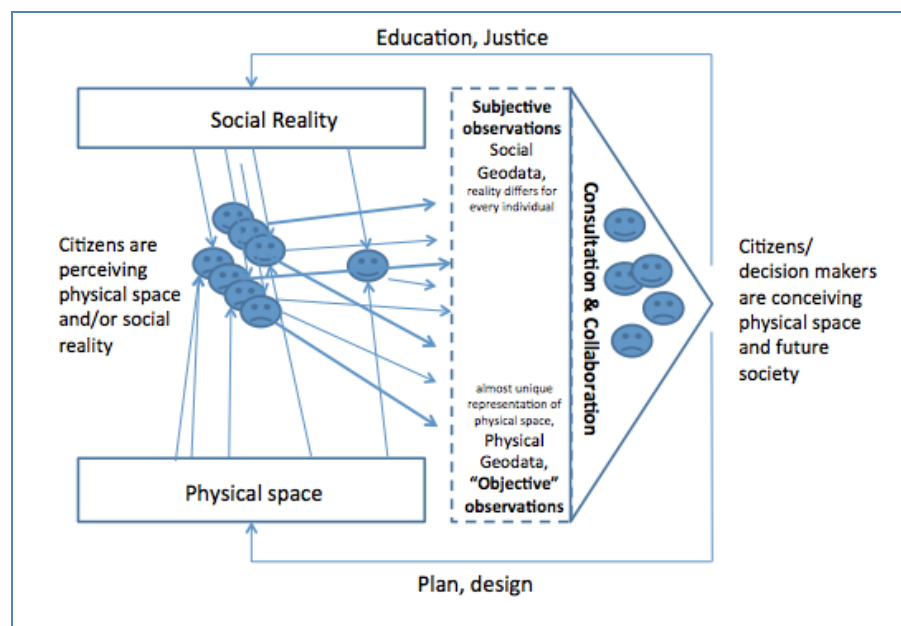 Education, Justice
Social Reality
Citizens are
perceiving
physical space
and/or social
reality
Physical space
Subjective
observations
Social
Geodata,
reality differs for
every individual
almost unique
representation of
physical space,
Physical
Geodata,
“Objective”
observations
Consultation & Collaboration
Citizens/
decision makers
are conceiving
physical space
and future
society
Plan, design